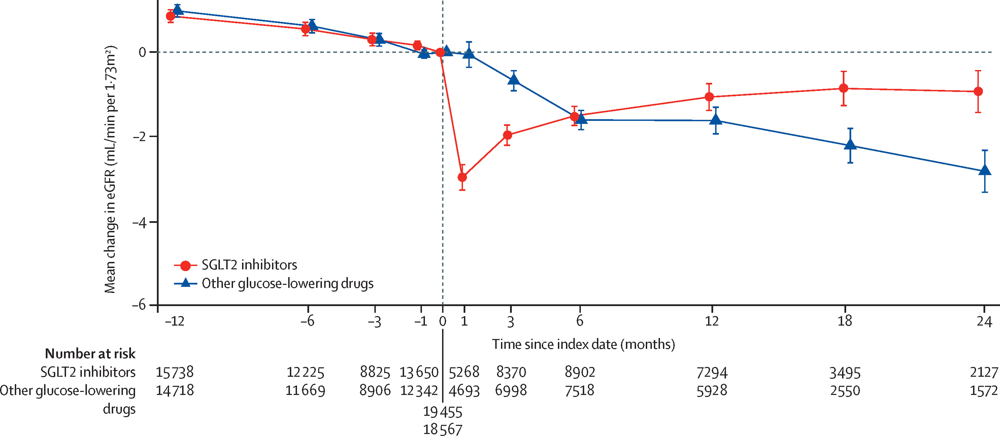 0
−2
−4
−6
Mean change in eGFR (mL/min per 1·73m²)
SGLT2 inhibitors
Other glucose-lowering drugs
−12 −6 −3 −1 0 1 3 6 12 18 24
Time since index date (months)
Number at risk
SGLT2 inhibitors 15738 12225 8825 13650 5268 8370 8902 7294 3495 2127
Other glucose-lowering 14718 11669 8906 12342 4693 6998 7518 5928 2550 1572
drugs
19455
18567